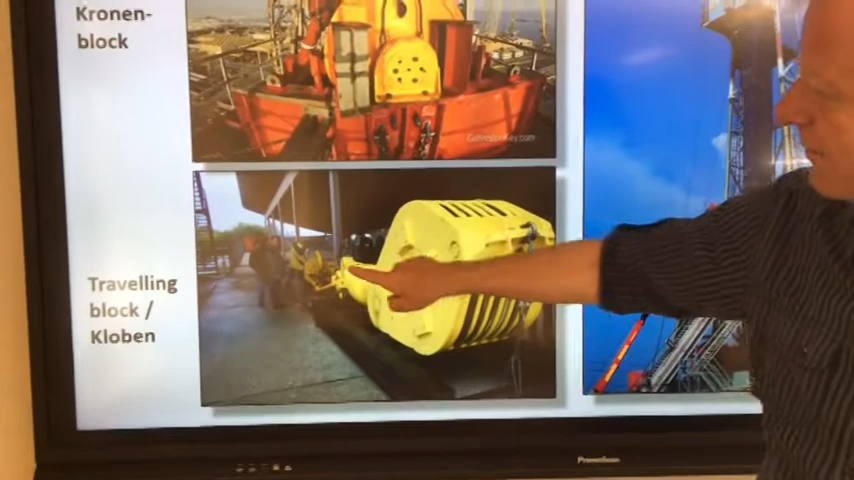 Kronen-
block
Travelling
block /
Kloben
Promethean